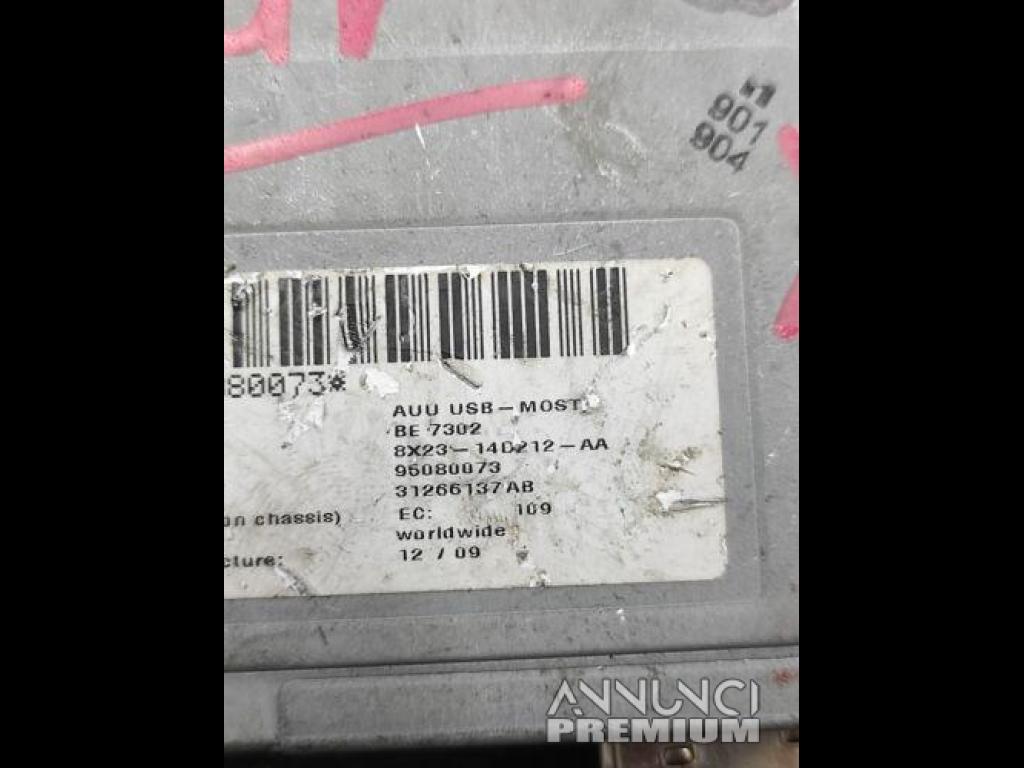 901
904
80073*
AUU USB-MOST
BE 7302
8X23-14D212-AA
95080073
31266137AB
on chassis) EC: 109
worldwide
cture: 12 / 09
ANNUNCI
PREMIUM